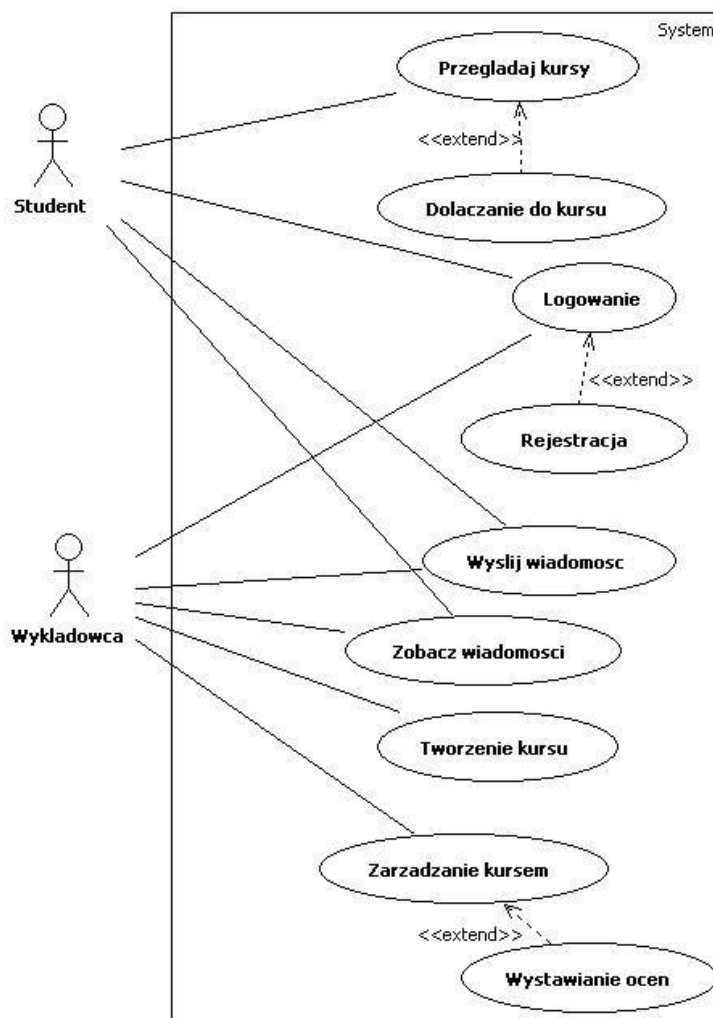 System
Przegladaj kursy
<<extend>>
Student
Dolaczanie do kursu
Logowanie
<<extend>>
Rejestracja
Wyslij wiadomosc
Wykladowca
Zobacz wiadomosci
Tworzenie kursu
Zarzadzanie kursem
<<extend>>
Wystawianie ocen